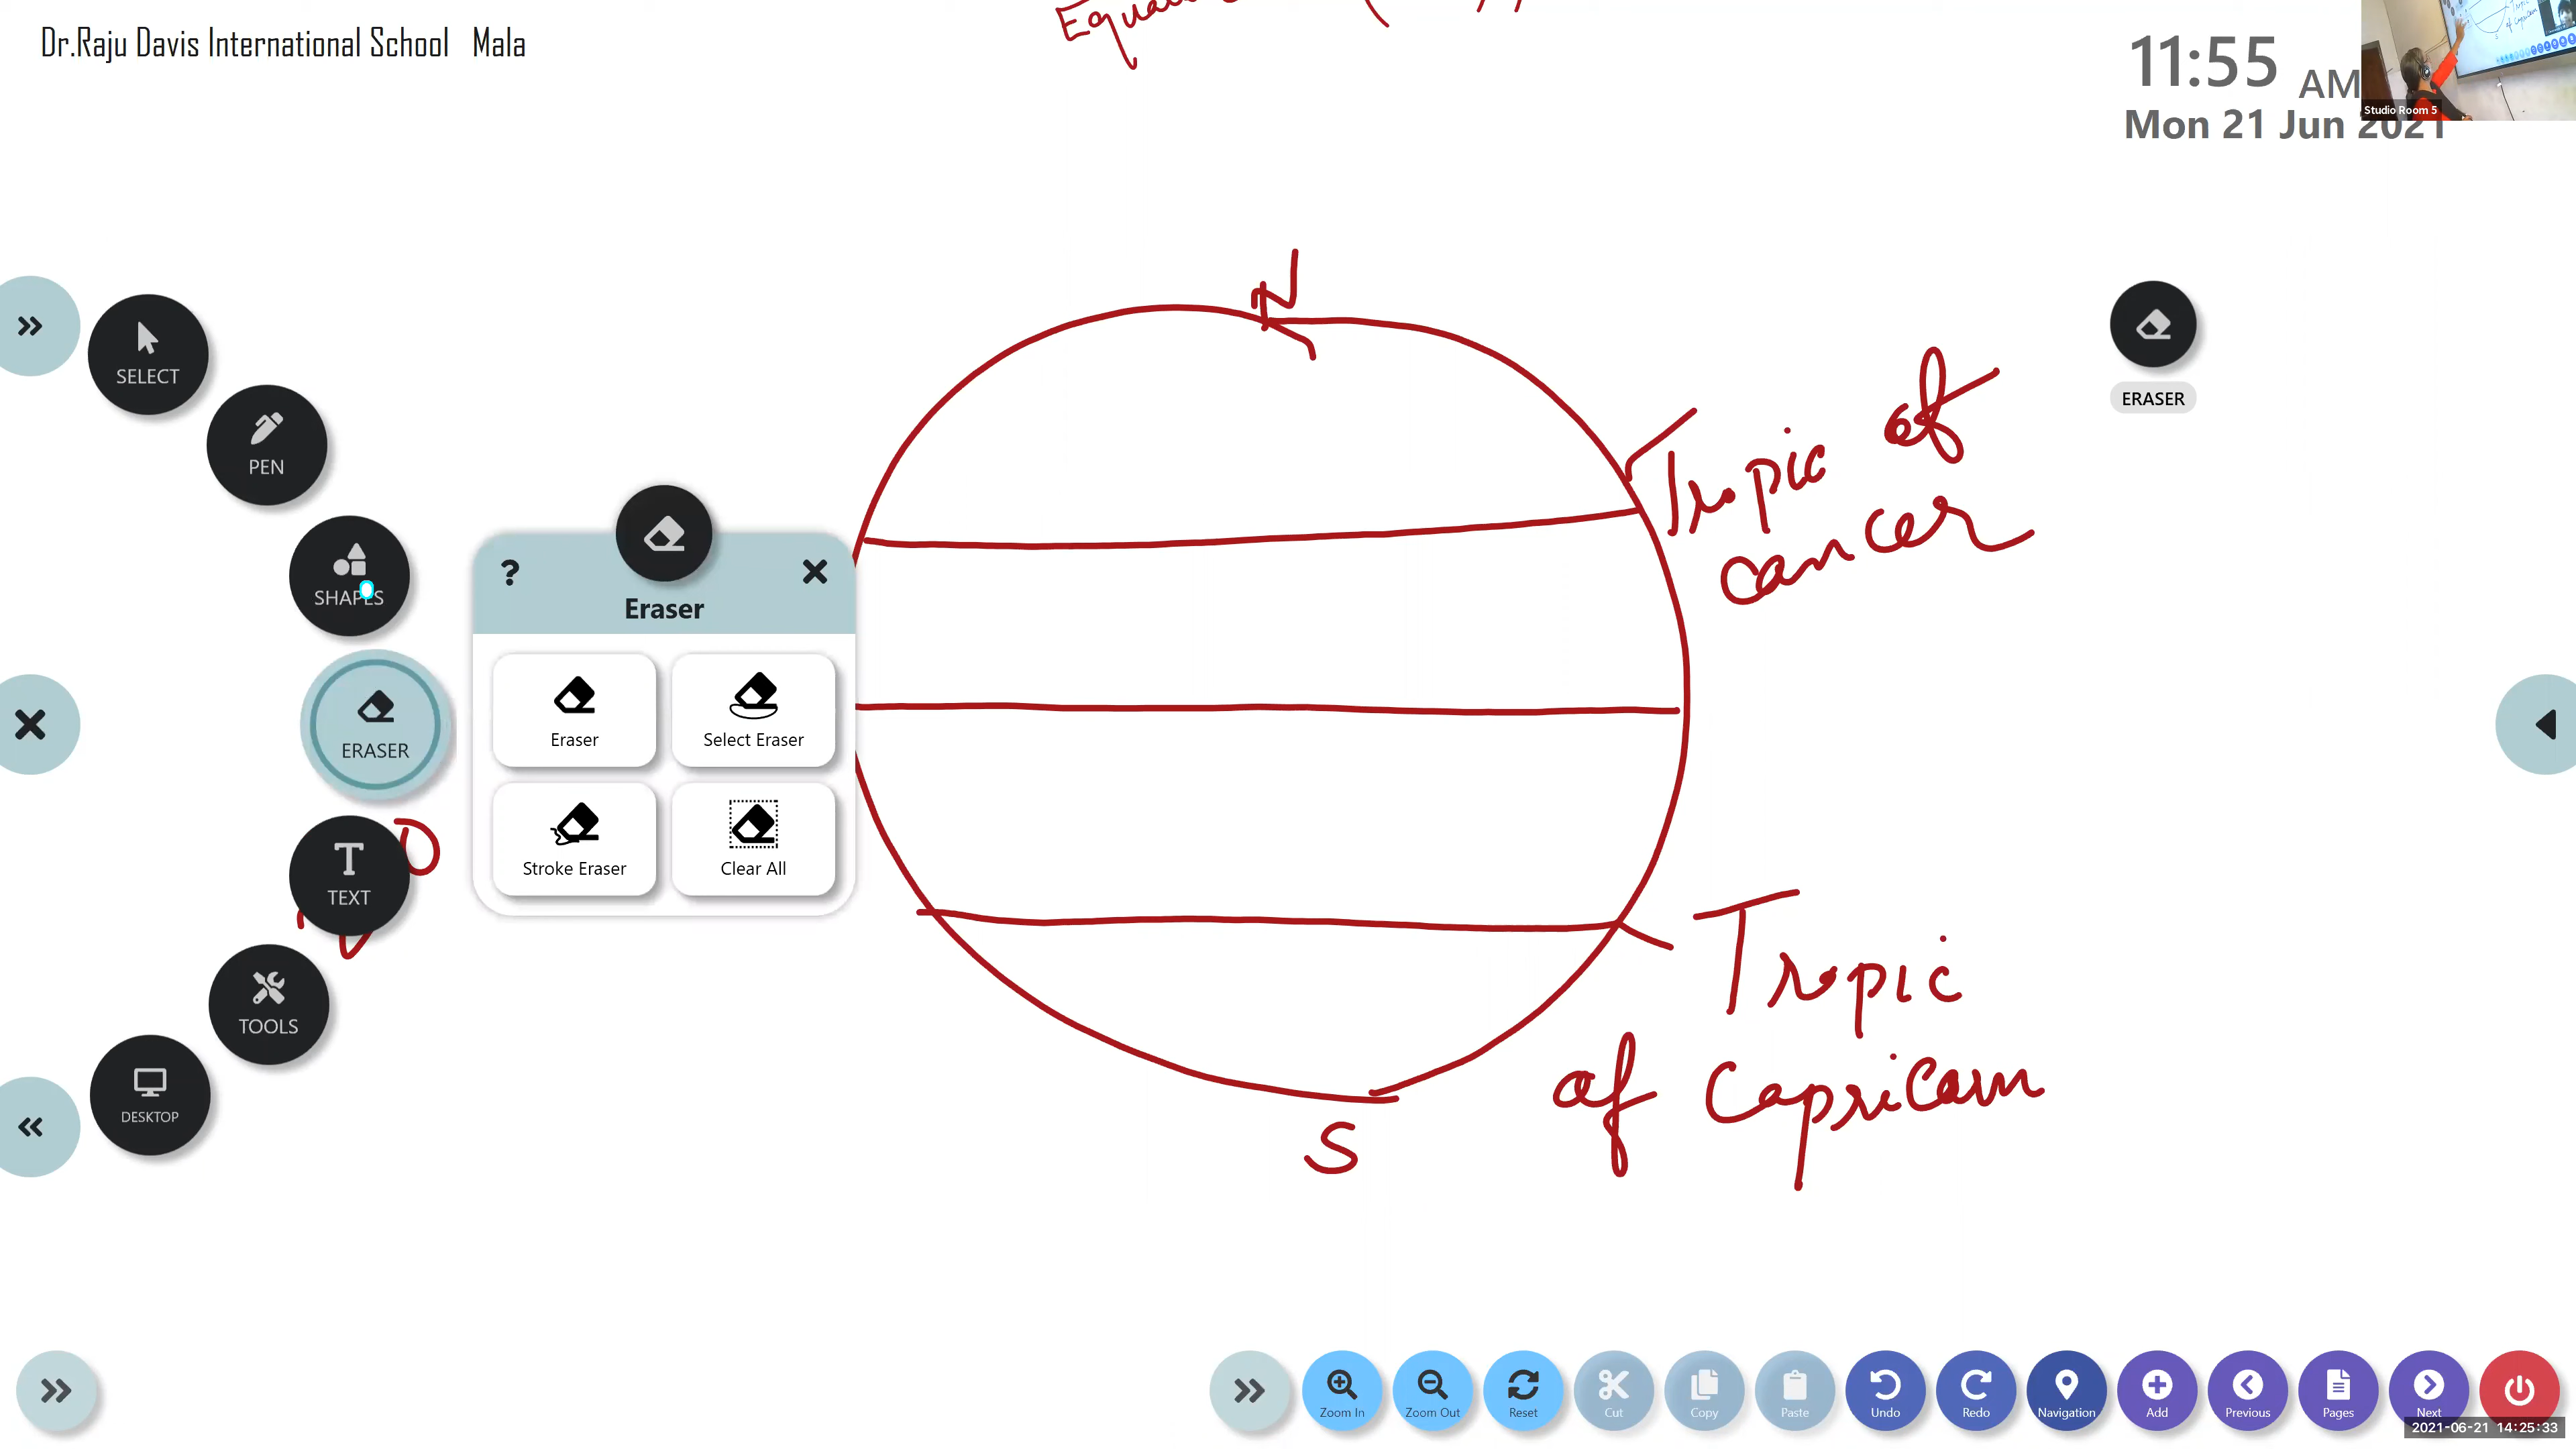 Dr.Raju Davis International School Mala
11:55 AM
Mon 21 Jun 2021
Studio Room 5
N
SELECT
ERASER
PEN
Tropic of
cancer
SHAPES
Eraser
ERASER
Eraser
Select Eraser
Stroke Eraser
Clear All
TEXT
Tropic
of Capricarn
TOOLS
DESKTOP
S
Zoom In
Zoom Out
Reset
Cut
Copy
Paste
Undo
Redo
Navigation
Add
Previous
Pages
Next
2021-06-21 14:25:33